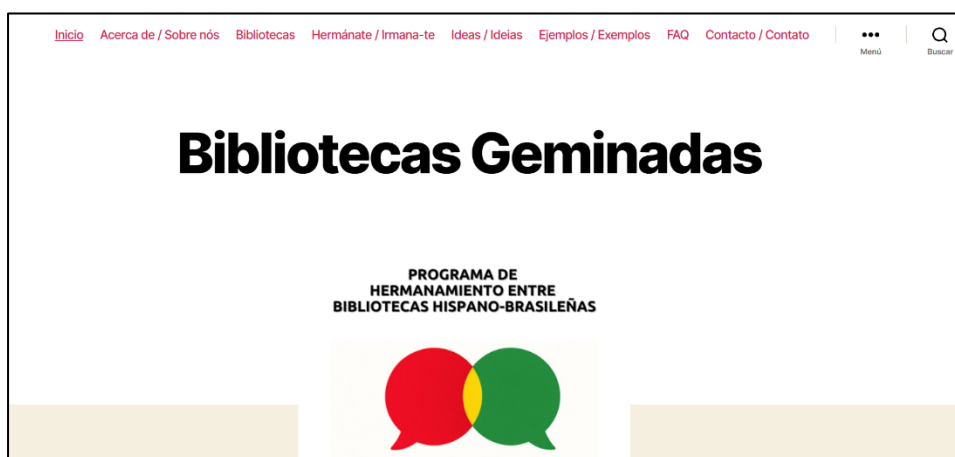 Inicio Acerca de / Sobre nós Bibliotecas Hermánate / Irmana-te Ideas / Ideias Ejemplos / Exemplos FAQ Contacto / Contato
Menú
Buscar
Bibliotecas Geminadas
PROGRAMA DE
HERMANAMIENTO ENTRE
BIBLIOTECAS HISPANO-BRASILEÑAS